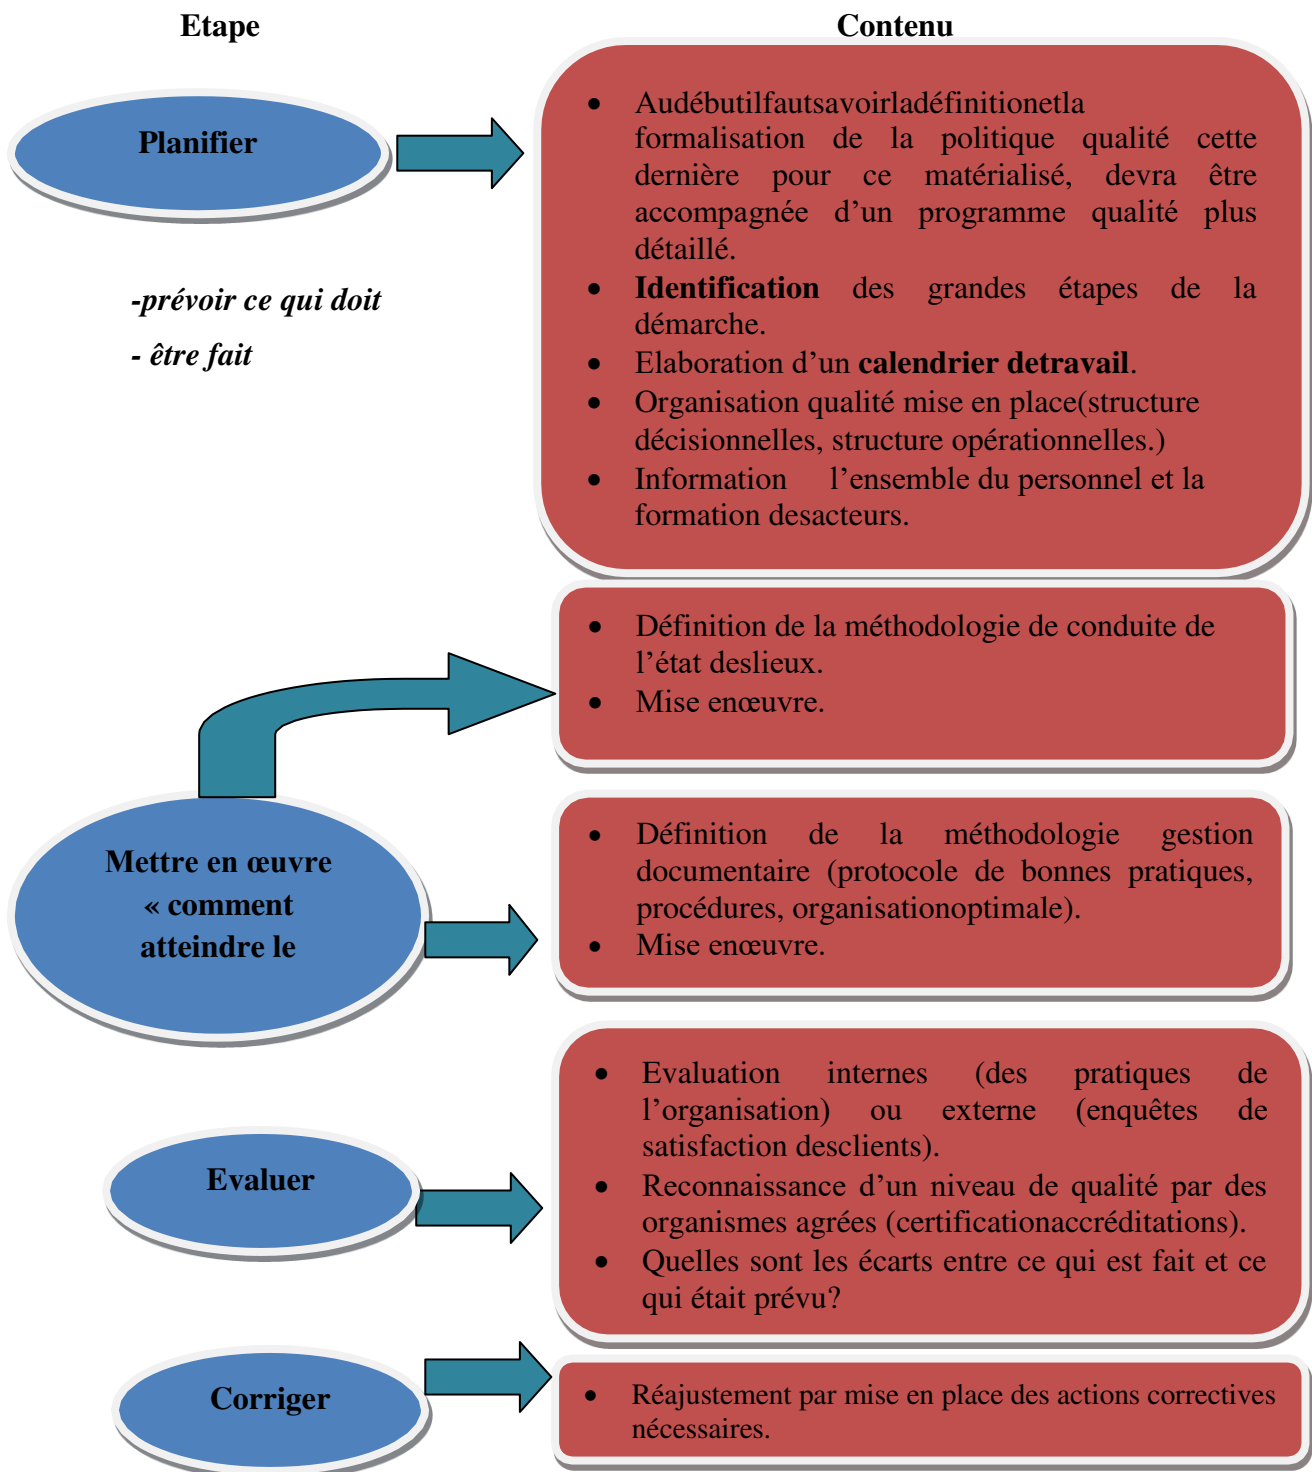 Etape
Contenu
Planifier
-prévoir ce qui doit
- être fait
• Audébutilfautsavoirladéfinitionetla
formalisation de la politique qualité cette
dernière pour ce matérialisé, devra être
accompagnée d’un programme qualité plus
détaillé.
• Identification des grandes étapes de la
démarche.
• Elaboration d’un calendrier detravail.
• Organisation qualité mise en place(structure
décisionnelles, structure opérationnelles.)
• Information l’ensemble du personnel et la
formation desacteurs.
Mettre en œuvre
« comment
atteindre le
• Définition de la méthodologie de conduite de
l’état deslieux.
• Mise enœuvre.
• Définition de la méthodologie gestion
documentaire (protocole de bonnes pratiques,
procédures, organisationoptimale).
• Mise enœuvre.
Evaluer
• Evaluation internes (des pratiques de
l’organisation) ou externe (enquêtes de
satisfaction desclients).
• Reconnaissance d’un niveau de qualité par des
organismes agrées (certificationaccréditations).
• Quelles sont les écarts entre ce qui est fait et ce
qui était prévu?
Corriger
• Réajustement par mise en place des actions correctives
nécessaires.